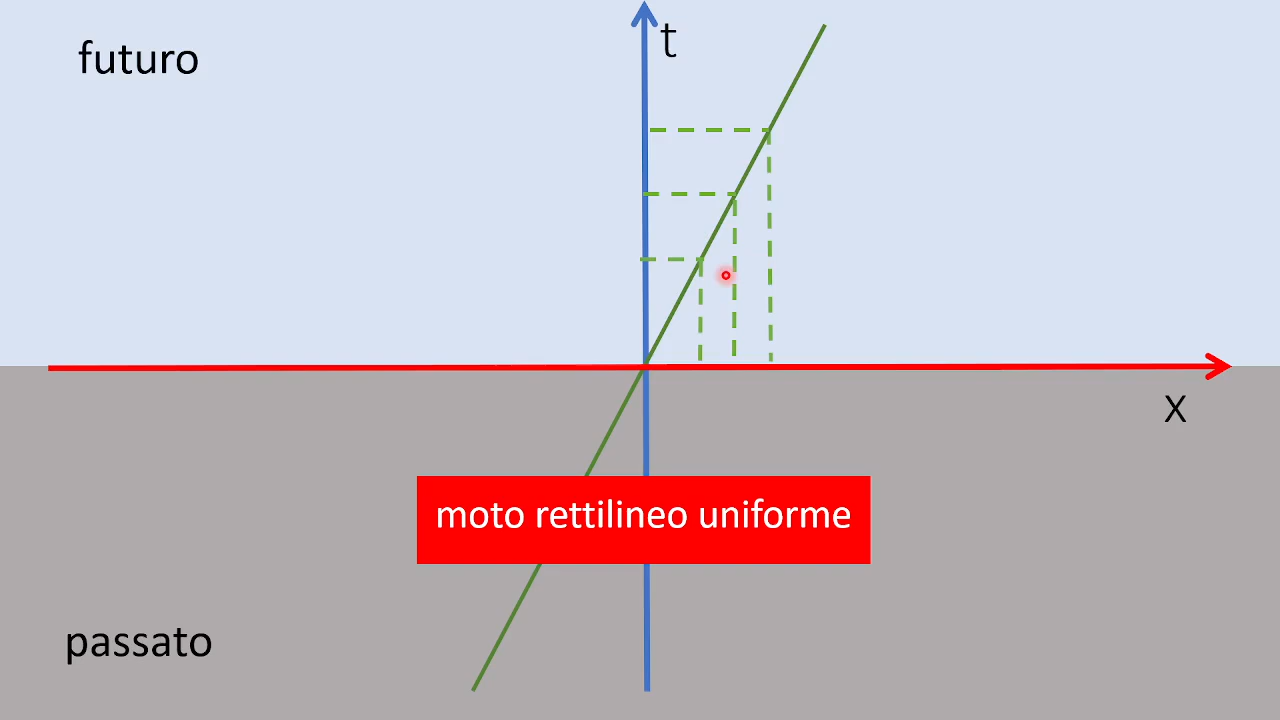 futuro
t
x
moto rettilineo uniforme
passato